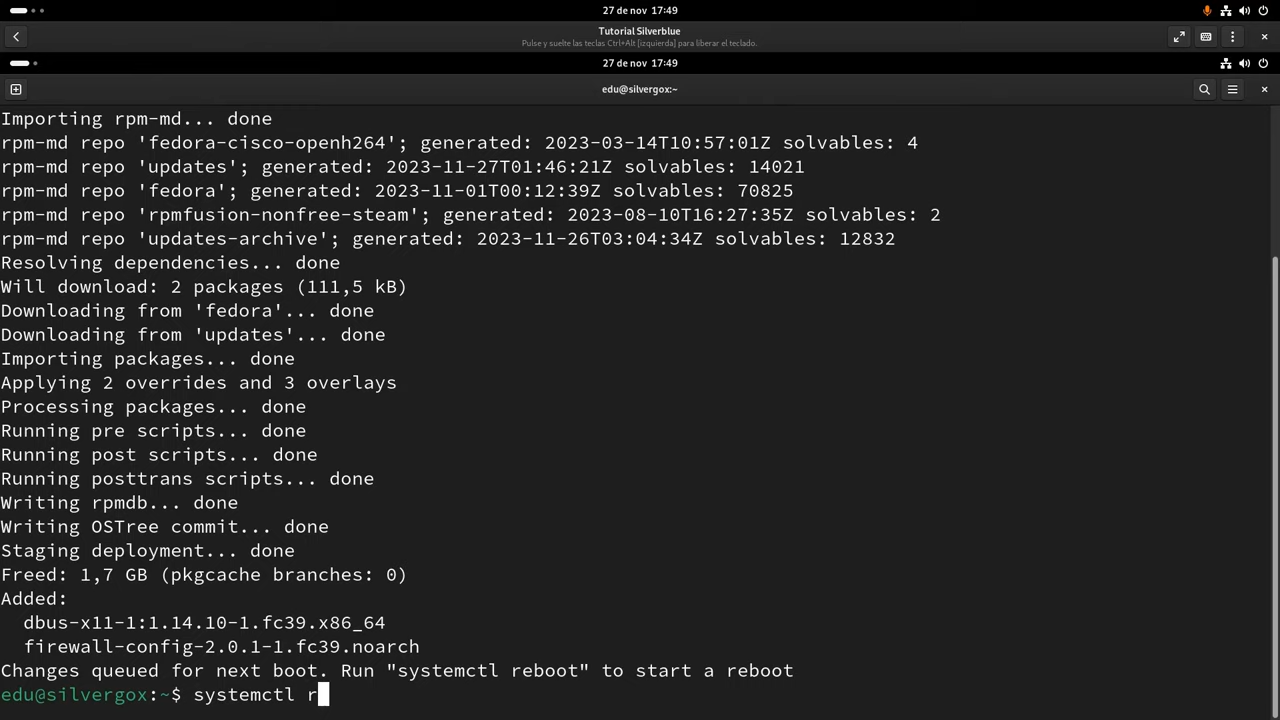 27 de nov 17:49
Tutorial Silverblue
Pulse y suelte las teclas Ctrl+Alt [izquierda] para liberar el teclado.
27 de nov 17:49
edu@silvergox:~
Importing rpm-md... done
rpm-md repo 'fedora-cisco-openh264'; generated: 2023-03-14T10:57:01Z solvables: 4
rpm-md repo 'updates'; generated: 2023-11-27T01:46:21Z solvables: 14021
rpm-md repo 'fedora'; generated: 2023-11-01T00:12:39Z solvables: 70825
rpm-md repo 'rpmfusion-nonfree-steam'; generated: 2023-08-10T16:27:35Z solvables: 2
rpm-md repo 'updates-archive'; generated: 2023-11-26T03:04:34Z solvables: 12832
Resolving dependencies... done
Will download: 2 packages (111,5 kB)
Downloading from 'fedora'... done
Downloading from 'updates'... done
Importing packages... done
Applying 2 overrides and 3 overlays
Processing packages... done
Running pre scripts... done
Running post scripts... done
Running posttrans scripts... done
Writing rpmdb... done
Writing OSTree commit... done
Staging deployment... done
Freed: 1,7 GB (pkgcache branches: 0)
Added:
dbus-x11-1:1.14.10-1.fc39.x86_64
firewall-config-2.0.1-1.fc39.noarch
Changes queued for next boot. Run "systemctl reboot" to start a reboot
edu@silvergox:~$ systemctl r